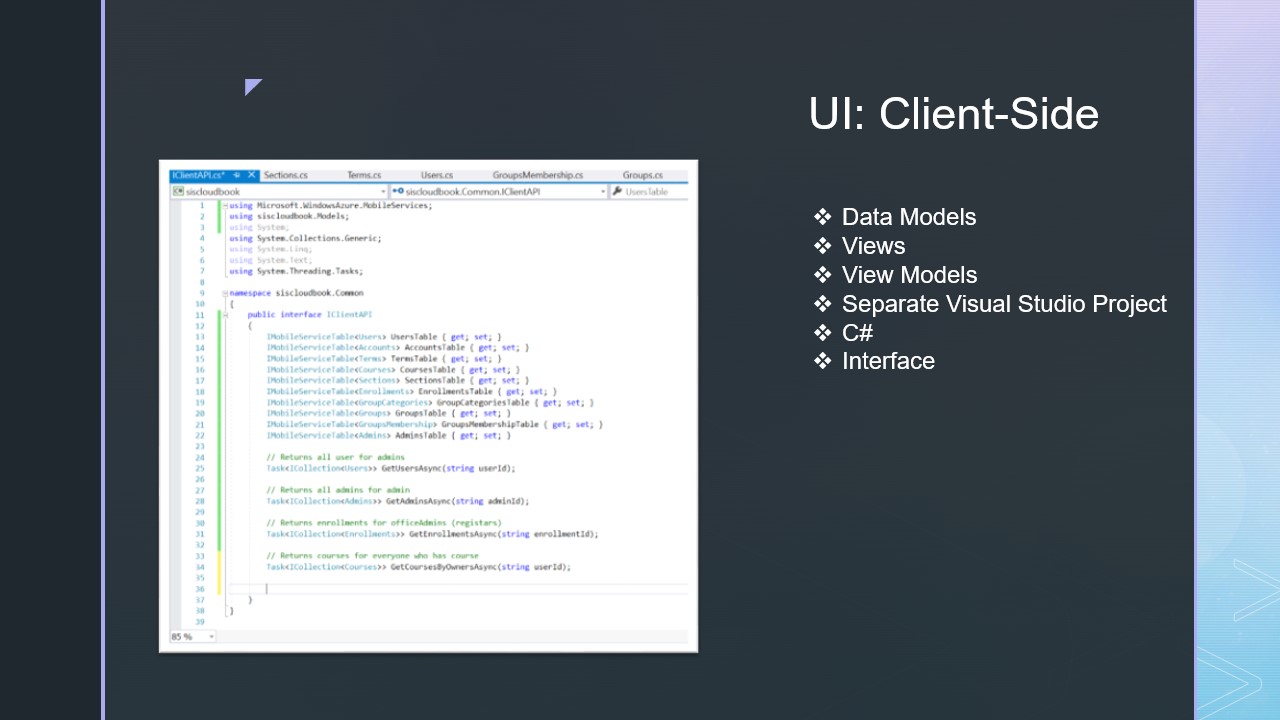 UI: Client-Side
IClientAPI.cs*
Sections.cs
Terms.cs
Users.cs
GroupsMembership.cs
Groups.cs
siscloudbook
siscloudbook.Common.IClientAPI
UsersTable
1 using Microsoft.WindowsAzure.MobileServices;
2 using siscloudbook.Models;
3 using System;
4 using System.Collections.Generic;
5 using System.Linq;
6 using System.Text;
7 using System.Threading.Tasks;
8
9 namespace siscloudbook.Common
10 {
11 public interface IClientAPI
12 {
13 IMobileServiceTable<Users> UsersTable { get; set; }
14 IMobileServiceTable<Accounts> AccountsTable { get; set; }
15 IMobileServiceTable<Terms> TermsTable { get; set; }
16 IMobileServiceTable<Courses> CoursesTable { get; set; }
17 IMobileServiceTable<Sections> SectionsTable { get; set; }
18 IMobileServiceTable<Enrollments> EnrollmentsTable { get; set; }
19 IMobileServiceTable<GroupCategories> GroupCategoriesTable { get; set; }
20 IMobileServiceTable<Groups> GroupsTable { get; set; }
21 IMobileServiceTable<GroupsMembership> GroupsMembershipTable { get; set; }
22 IMobileServiceTable<Admins> AdminsTable { get; set; }
23
24 // Returns all user for admins
25 Task<ICollection<Users>> GetUsersAsync(string userId);
26
27 // Returns all admins for admin
28 Task<ICollection<Admins>> GetAdminsAsync(string adminId);
29
30 // Returns enrollments for officeAdmins (registars)
31 Task<ICollection<Enrollments>> GetEnrollmentsAsync(string enrollmentId);
32
33 // Returns courses for everyone who has course
34 Task<ICollection<Courses>> GetCoursesByOwnersAsync(string userId);
35
36
37 }
38 }
39
85 %
❖ Data Models
❖ Views
❖ View Models
❖ Separate Visual Studio Project
❖ C#
❖ Interface